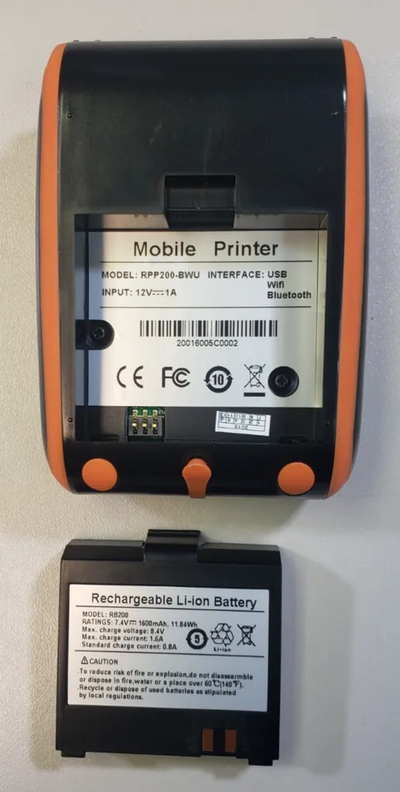 Mobile Printer
MODEL: RPP200-BWU INTERFACE: USB
Wifi
INPUT: 12V⎓1A Bluetooth
20016005C0002
CE FC 10
Rechargeable Li-ion Battery
MODEL: RB200
RATINGS: 7.4V⎓ 1600mAh, 11.84Wh
Max. charge voltage: 8.4V
Max. charge current: 1.6A
Standard charge current: 0.8A
5 Li-ion
⚠CAUTION
.To reduce risk of fire or explosion,do not disassemble
or dispose in fire,water or a place over 60℃(140℉).
.Recycle or dispose of used batteries as stipulated
by local regulations.